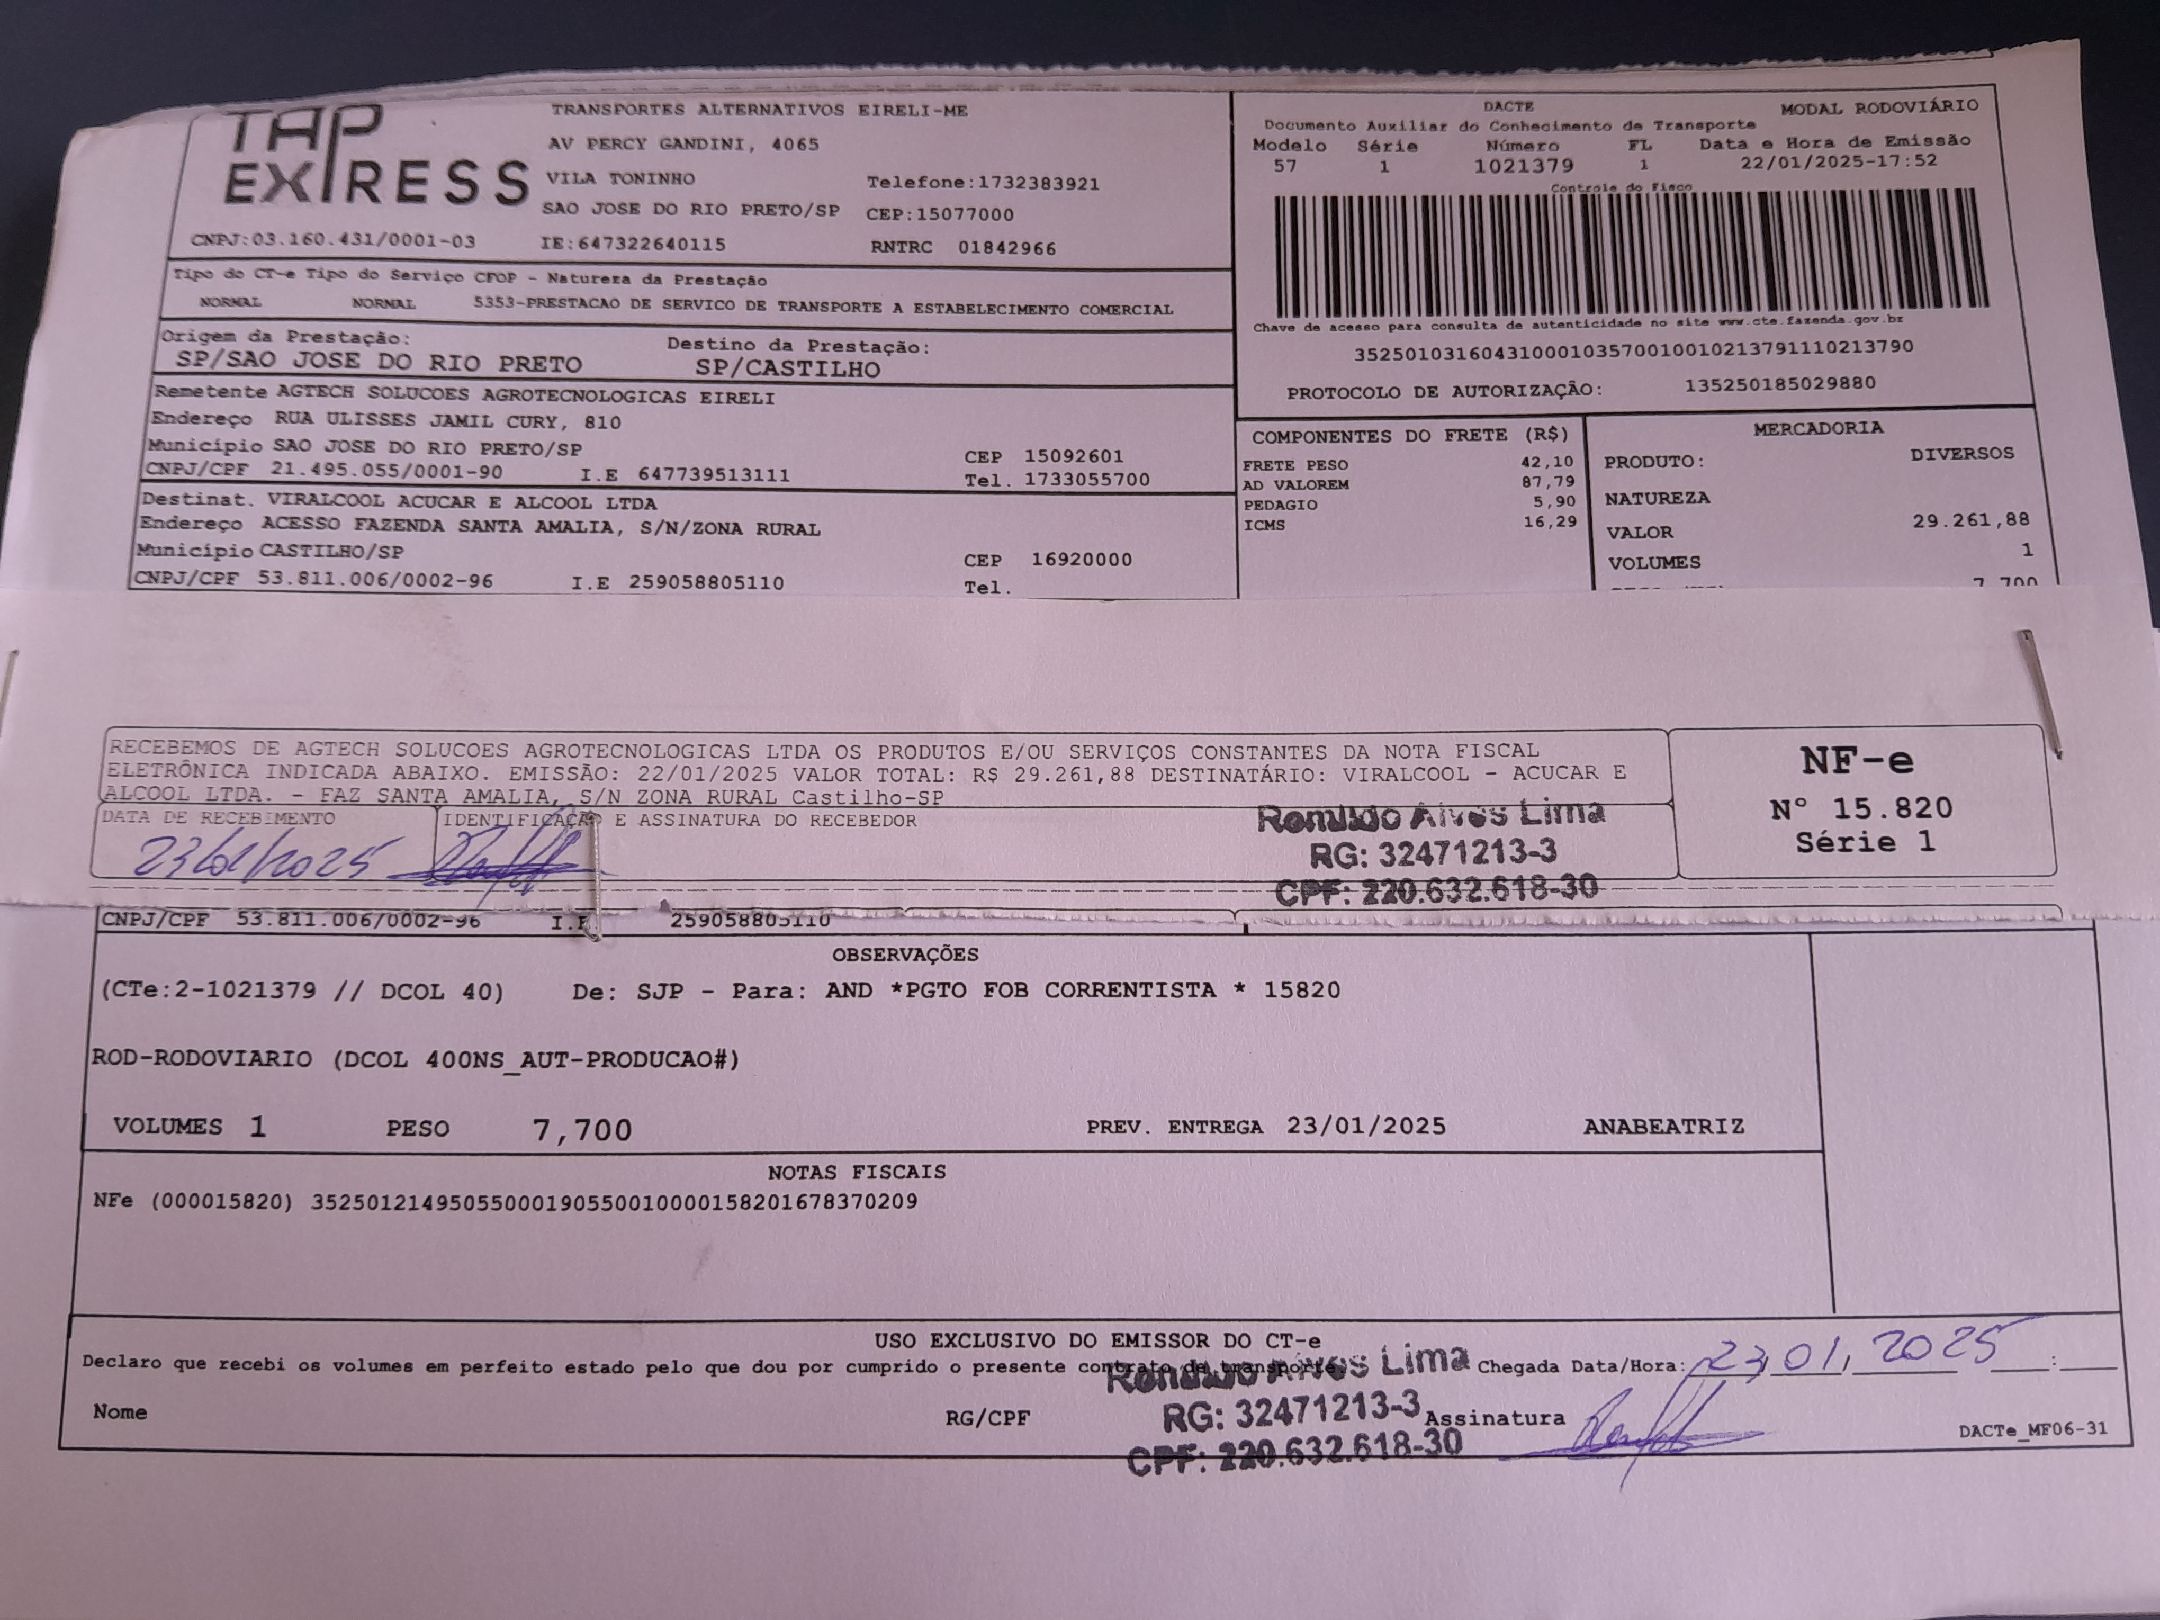 TAP EXPRESS
TRANSPORTES ALTERNATIVOS EIRELI-ME
AV PERCY GANDINI, 4065
VILA TONINHO Telefone:1732383921
SAO JOSE DO RIO PRETO/SP CEP:15077000
CNPJ:03.160.431/0001-03 IE:647322640115 RNTRC 01842966
Tipo do CT-e Tipo do Serviço CFOP - Natureza da Prestação
NORMAL NORMAL 5353-PRESTACAO DE SERVICO DE TRANSPORTE A ESTABELECIMENTO COMERCIAL
Origem da Prestação: Destino da Prestação:
SP/SAO JOSE DO RIO PRETO SP/CASTILHO
Remetente AGTECH SOLUCOES AGROTECNOLOGICAS EIRELI
Endereço RUA ULISSES JAMIL CURY, 810
Município SAO JOSE DO RIO PRETO/SP CEP 15092601
CNPJ/CPF 21.495.055/0001-90 I.E 647739513111 Tel. 1733055700
Destinat. VIRALCOOL ACUCAR E ALCOOL LTDA
Endereço ACESSO FAZENDA SANTA AMALIA, S/N/ZONA RURAL
Município CASTILHO/SP CEP 16920000
CNPJ/CPF 53.811.006/0002-96 I.E 259058805110 Tel.
DACTE MODAL RODOVIÁRIO
Documento Auxiliar do Conhecimento de Transporte
Modelo Série Número FL Data e Hora de Emissão
57 1 1021379 1 22/01/2025-17:52
Controle do Fisco
Chave de acesso para consulta de autenticidade no site www.cte.fazenda.gov.br
35250103160431000103570010010213791110213790
PROTOCOLO DE AUTORIZAÇÃO: 135250185029880
COMPONENTES DO FRETE (R$)
FRETE PESO 42,10
AD VALOREM 87,79
PEDAGIO 5,90
ICMS 16,29
MERCADORIA
PRODUTO: DIVERSOS
NATUREZA
VALOR 29.261,88
VOLUMES 1
7,700
RECEBEMOS DE AGTECH SOLUCOES AGROTECNOLOGICAS LTDA OS PRODUTOS E/OU SERVIÇOS CONSTANTES DA NOTA FISCAL
ELETRÔNICA INDICADA ABAIXO. EMISSÃO: 22/01/2025 VALOR TOTAL: R$ 29.261,88 DESTINATÁRIO: VIRALCOOL - ACUCAR E
ALCOOL LTDA. - FAZ SANTA AMALIA, S/N ZONA RURAL Castilho-SP
DATA DE RECEBIMENTO IDENTIFICAÇÃO E ASSINATURA DO RECEBEDOR
23/01/2025
Ronaldo Alves Lima
RG: 32471213-3
CPF: 220.632.618-30
NF-e
Nº 15.820
Série 1
CNPJ/CPF 53.811.006/0002-96 I.E 259058805110
OBSERVAÇÕES
(CTe:2-1021379 // DCOL 40) De: SJP - Para: AND *PGTO FOB CORRENTISTA * 15820
ROD-RODOVIARIO (DCOL 400NS_AUT-PRODUCAO#)
VOLUMES 1 PESO 7,700 PREV. ENTREGA 23/01/2025 ANABEATRIZ
NOTAS FISCAIS
NFe (000015820) 35250121495055000190550010000158201678370209
USO EXCLUSIVO DO EMISSOR DO CT-e
Declaro que recebi os volumes em perfeito estado pelo que dou por cumprido o presente contrato de transporte. Chegada Data/Hora: 23/01/2025 :
Ronaldo Alves Lima
RG: 32471213-3
CPF: 220.632.618-30
Nome RG/CPF Assinatura DACTe_MF06-31